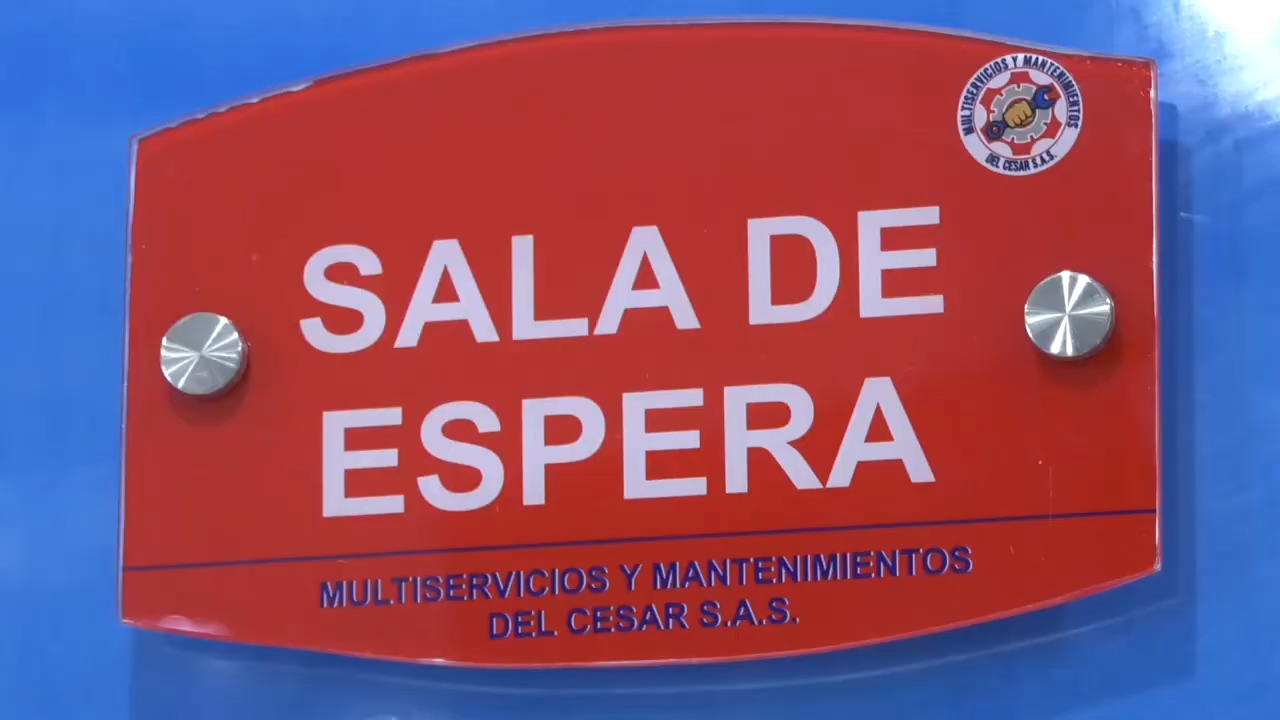 MULTISERVICIOS Y MANTENIMIENTOS
DEL CESAR S.A.S.
SALA DE
ESPERA
MULTISERVICIOS Y MANTENIMIENTOS
DEL CESAR S.A.S.